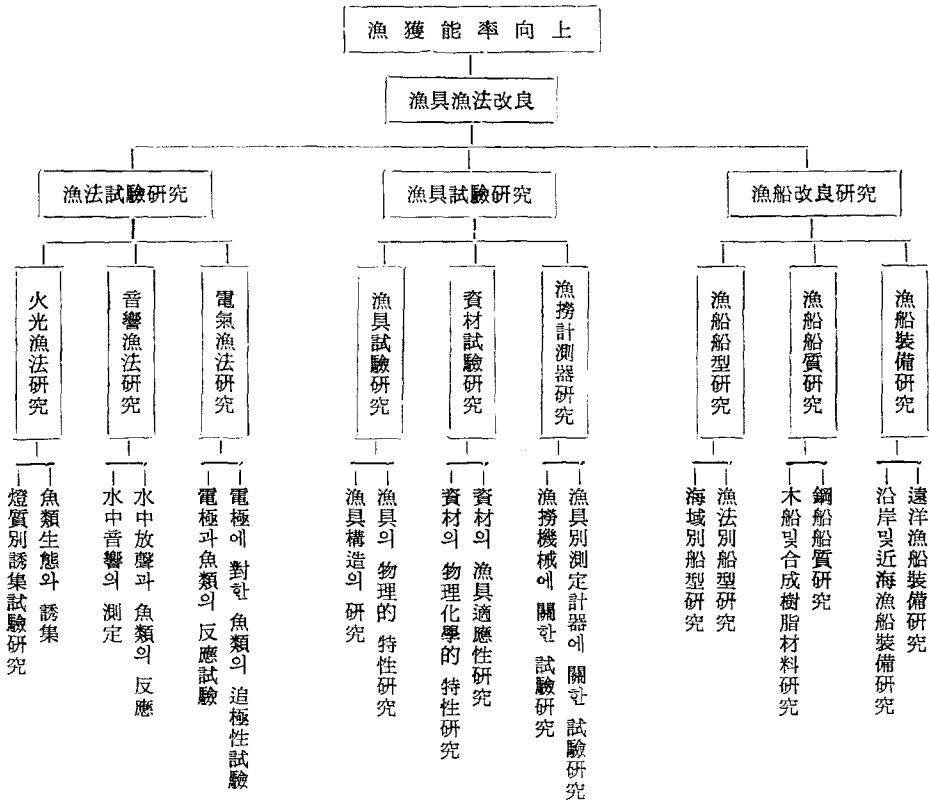 漁獲能率向上
漁具漁法改良
漁法試驗研究
漁具試驗研究
漁船改良研究
火光漁法研究
音響漁法研究
電氣漁法研究
漁具試驗研究
資材試驗研究
漁撈計測器研究
漁船船型研究
漁船船質研究
漁船裝備研究
燈質別誘集試驗研究
魚類生態와 誘集
水中音響의 測定
水中放聲과 魚類의 反應
電極과 魚類의 反應試驗
電極에 對한 魚類의 追極性試驗
漁具構造의 研究
漁具의 物理的 特性研究
資材의 物理化學的 特性研究
資材의 漁具適應性研究
漁撈機械에 關한 試驗研究
漁具別測定計器에 關한 試驗研究
海域別船型研究
漁法別船型研究
木船및合成樹脂材料研究
鋼船船質研究
沿岸및近海漁船裝備研究
遠洋漁船裝備研究